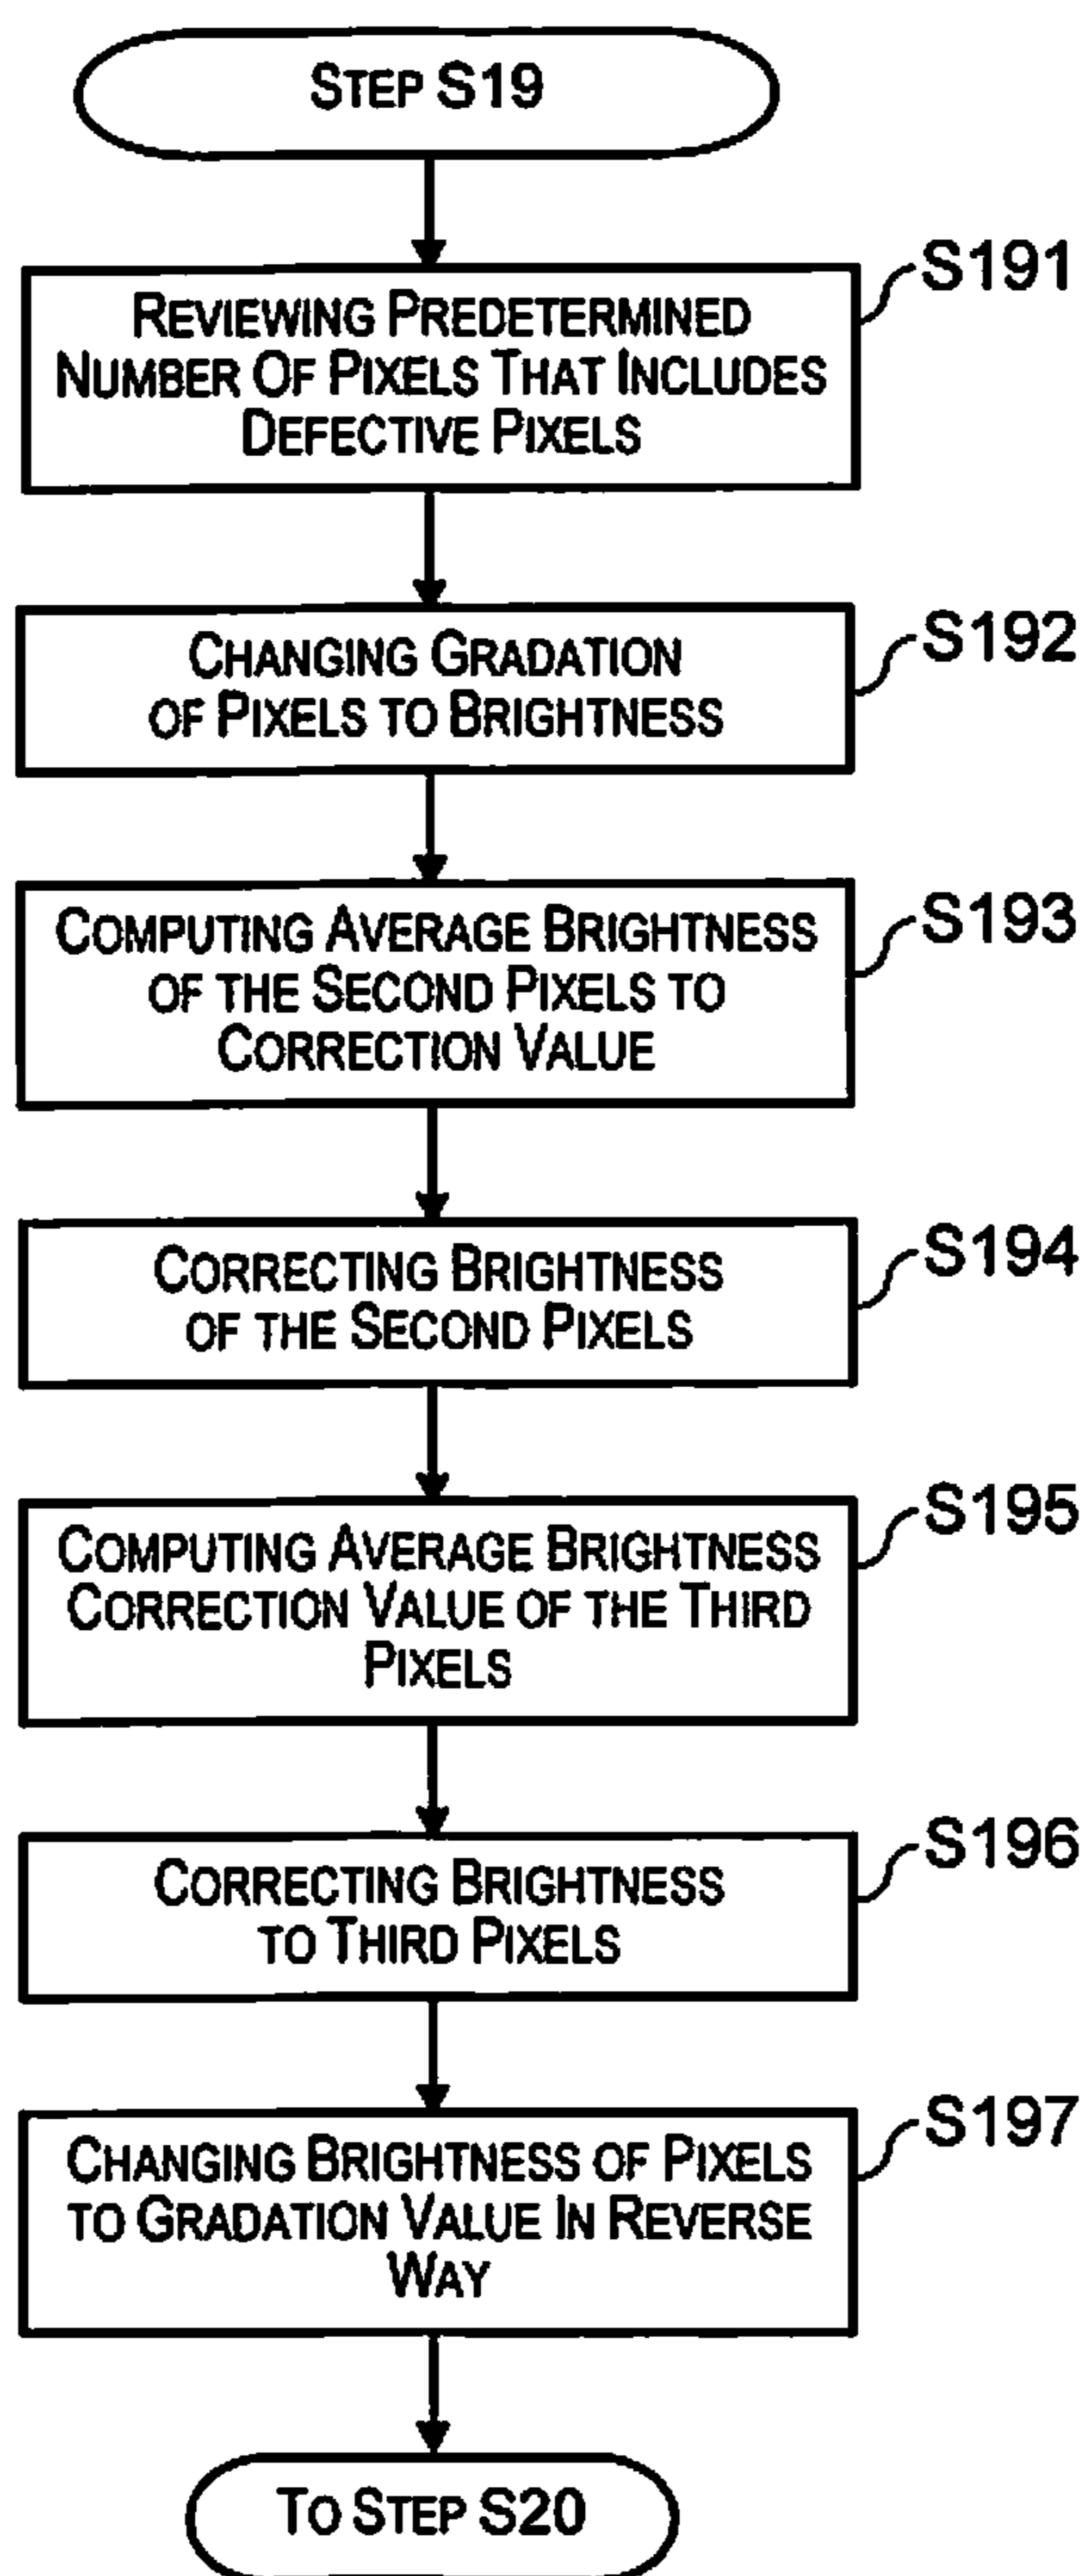 STEP S19
S191
REVIEWING PREDETERMINED
NUMBER OF PIXELS THAT INCLUDES
DEFECTIVE PIXELS
S192
CHANGING GRADATION
OF PIXELS TO BRIGHTNESS
S193
COMPUTING AVERAGE BRIGHTNESS
OF THE SECOND PIXELS TO
CORRECTION VALUE
S194
CORRECTING BRIGHTNESS
OF THE SECOND PIXELS
S195
COMPUTING AVERAGE BRIGHTNESS
CORRECTION VALUE OF THE THIRD
PIXELS
S196
CORRECTING BRIGHTNESS
TO THIRD PIXELS
S197
CHANGING BRIGHTNESS OF PIXELS
TO GRADATION VALUE IN REVERSE
WAY
TO STEP S20